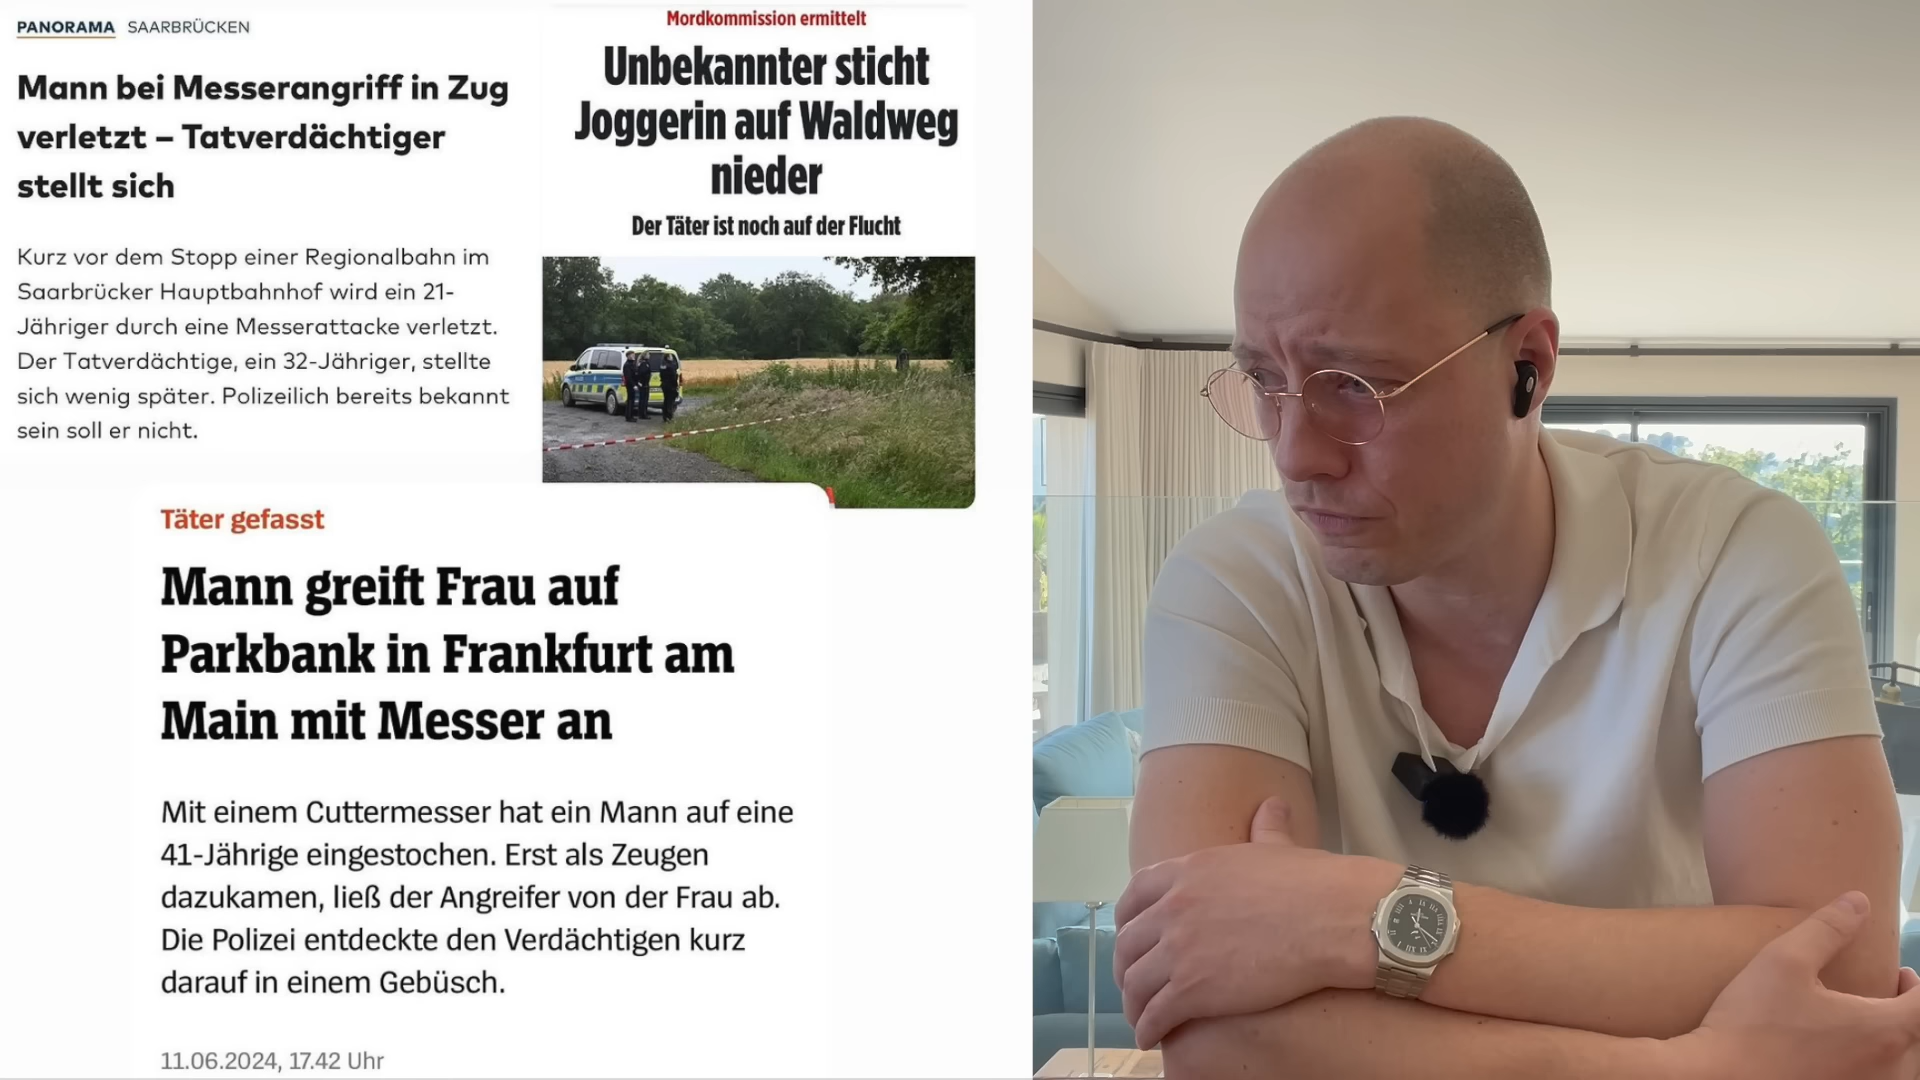 PANORAMA SAARBRÜCKEN
Mann bei Messerangriff in Zug
verletzt – Tatverdächtiger
stellt sich
Kurz vor dem Stopp einer Regionalbahn im
Saarbrücker Hauptbahnhof wird ein 21-
Jähriger durch eine Messerattacke verletzt.
Der Tatverdächtige, ein 32-Jähriger, stellte
sich wenig später. Polizeilich bereits bekannt
sein soll er nicht.
Mordkommission ermittelt
Unbekannter sticht
Joggerin auf Waldweg
nieder
Der Täter ist noch auf der Flucht
Täter gefasst
Mann greift Frau auf
Parkbank in Frankfurt am
Main mit Messer an
Mit einem Cuttermesser hat ein Mann auf eine
41-Jährige eingestochen. Erst als Zeugen
dazukamen, ließ der Angreifer von der Frau ab.
Die Polizei entdeckte den Verdächtigen kurz
darauf in einem Gebüsch.
11.06.2024, 17.42 Uhr